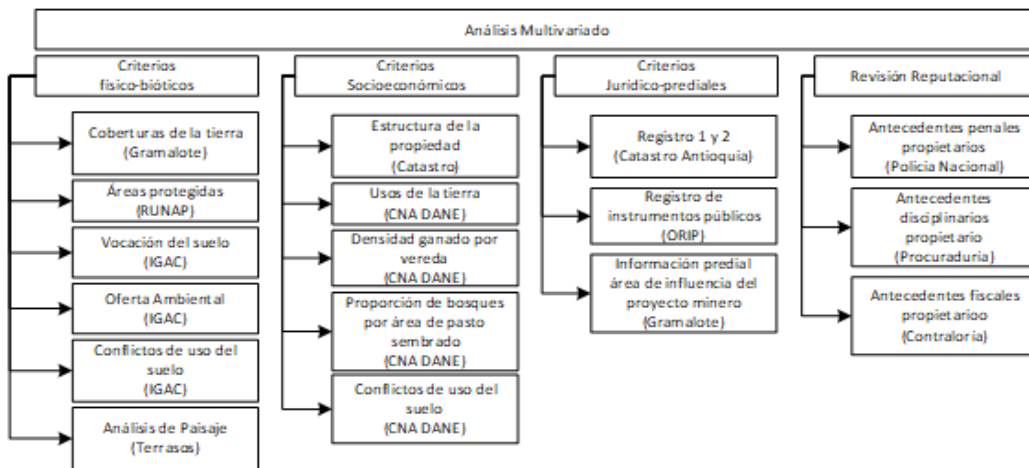 Análisis Multivariado
Criterios
físico-bióticos
Coberturas de la tierra
(Gramalote)
Áreas protegidas
(RUNAP)
Vocación del suelo
(IGAC)
Oferta Ambiental
(IGAC)
Conflictos de uso del
suelo
(IGAC)
Análisis de Paisaje
(Terrasos)
Criterios
Socioeconómicos
Estructura de la
propiedad
(Catastro)
Usos de la tierra
(CNA DANE)
Densidad ganado por
vereda
(CNA DANE)
Proporción de bosques
por área de pasto
sembrado
(CNA DANE)
Conflictos de uso del
suelo
(CNA DANE)
Criterios
Jurídico-prediales
Registro 1 y 2
(Catastro Antioquia)
Registro de
instrumentos públicos
(ORIP)
Información predial
área de influencia del
proyecto minero
(Gramalote)
Revisión Reputacional
Antecedentes penales
propietarios
(Policía Nacional)
Antecedentes
disciplinarios
propietario
(Procuraduria)
Antecedentes fiscales
propietarioo
(Contraloría)